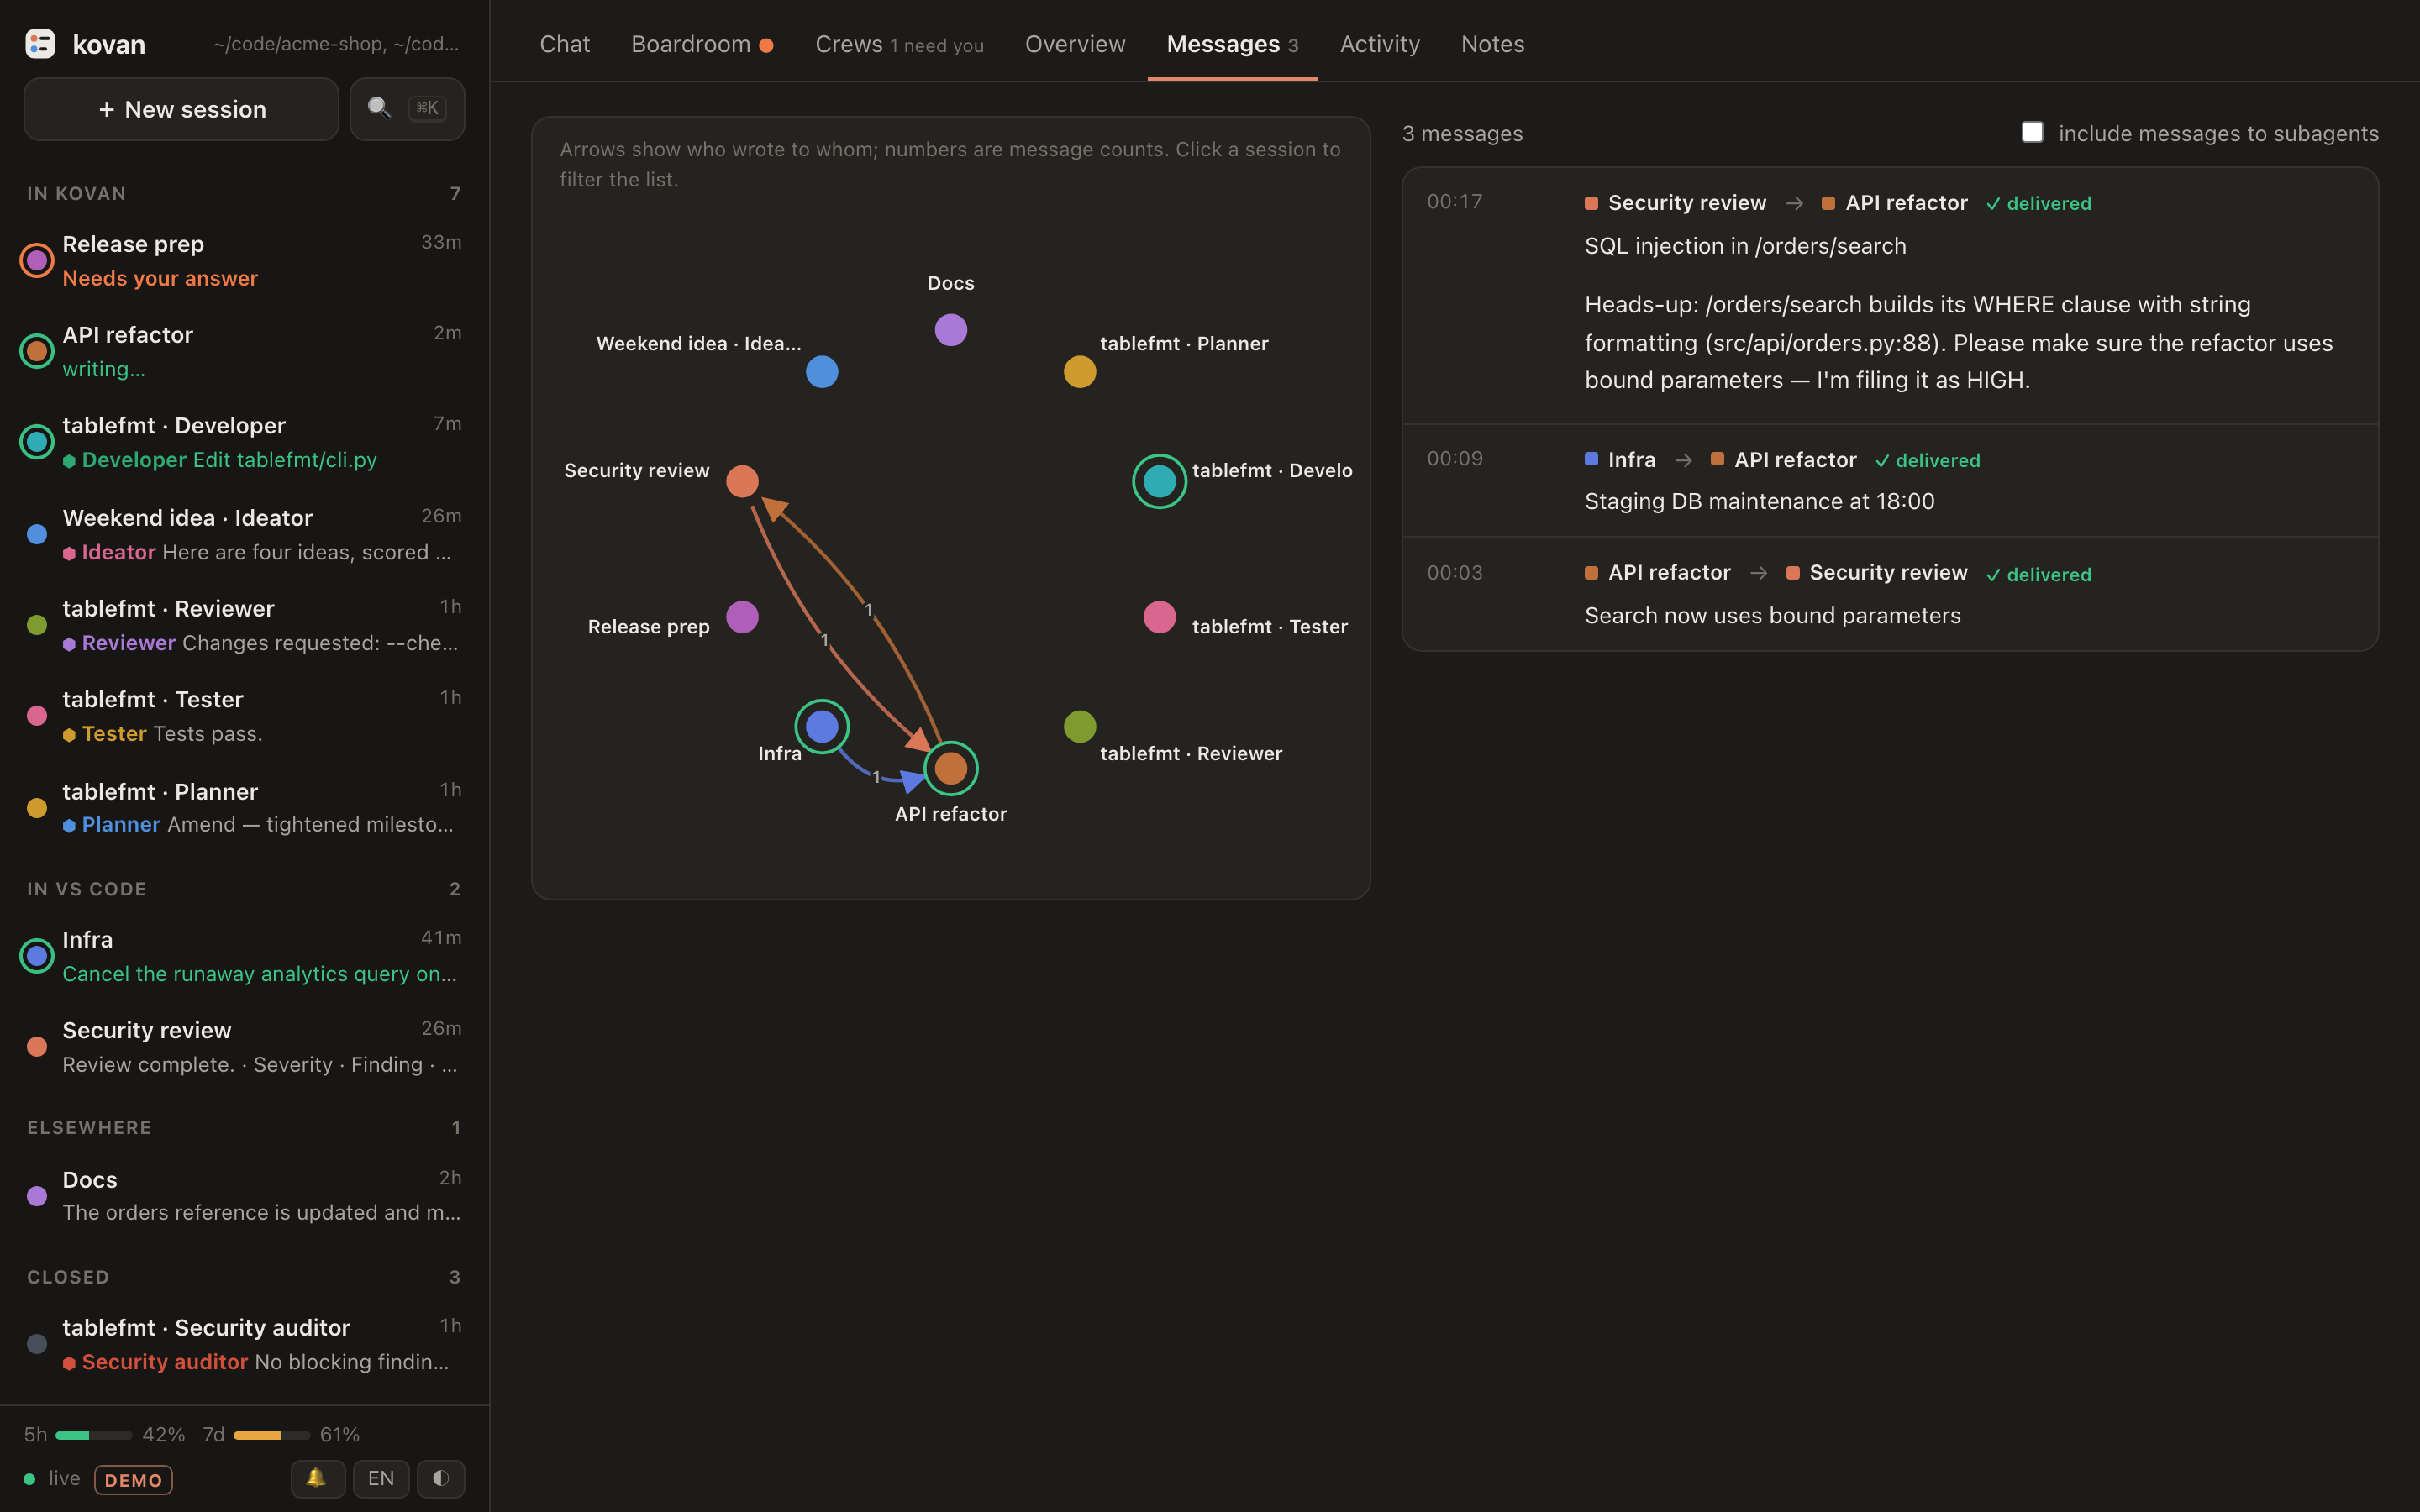 kovan
~/code/acme-shop, ~/cod...
+ New session
⌘K
IN KOVAN 7
Release prep 33m
Needs your answer
API refactor 2m
writing...
tablefmt · Developer 7m
Developer Edit tablefmt/cli.py
Weekend idea · Ideator 26m
Ideator Here are four ideas, scored ...
tablefmt · Reviewer 1h
Reviewer Changes requested: --che...
tablefmt · Tester 1h
Tester Tests pass.
tablefmt · Planner 1h
Planner Amend — tightened milesto...
IN VS CODE 2
Infra 41m
Cancel the runaway analytics query on...
Security review 26m
Review complete. · Severity · Finding · ...
ELSEWHERE 1
Docs 2h
The orders reference is updated and m...
CLOSED 3
tablefmt · Security auditor 1h
Security auditor No blocking findin...
5h 42% 7d 61%
live DEMO EN
Chat Boardroom Crews 1 need you Overview Messages 3 Activity Notes
Arrows show who wrote to whom; numbers are message counts. Click a session to
filter the list.
Docs
Weekend idea · Idea...
tablefmt · Planner
Security review
tablefmt · Develo
1
1
Release prep
tablefmt · Tester
Infra
1
tablefmt · Reviewer
API refactor
3 messages
include messages to subagents
00:17 Security review → API refactor ✓ delivered
SQL injection in /orders/search
Heads-up: /orders/search builds its WHERE clause with string
formatting (src/api/orders.py:88). Please make sure the refactor uses
bound parameters — I'm filing it as HIGH.
00:09 Infra → API refactor ✓ delivered
Staging DB maintenance at 18:00
00:03 API refactor → Security review ✓ delivered
Search now uses bound parameters